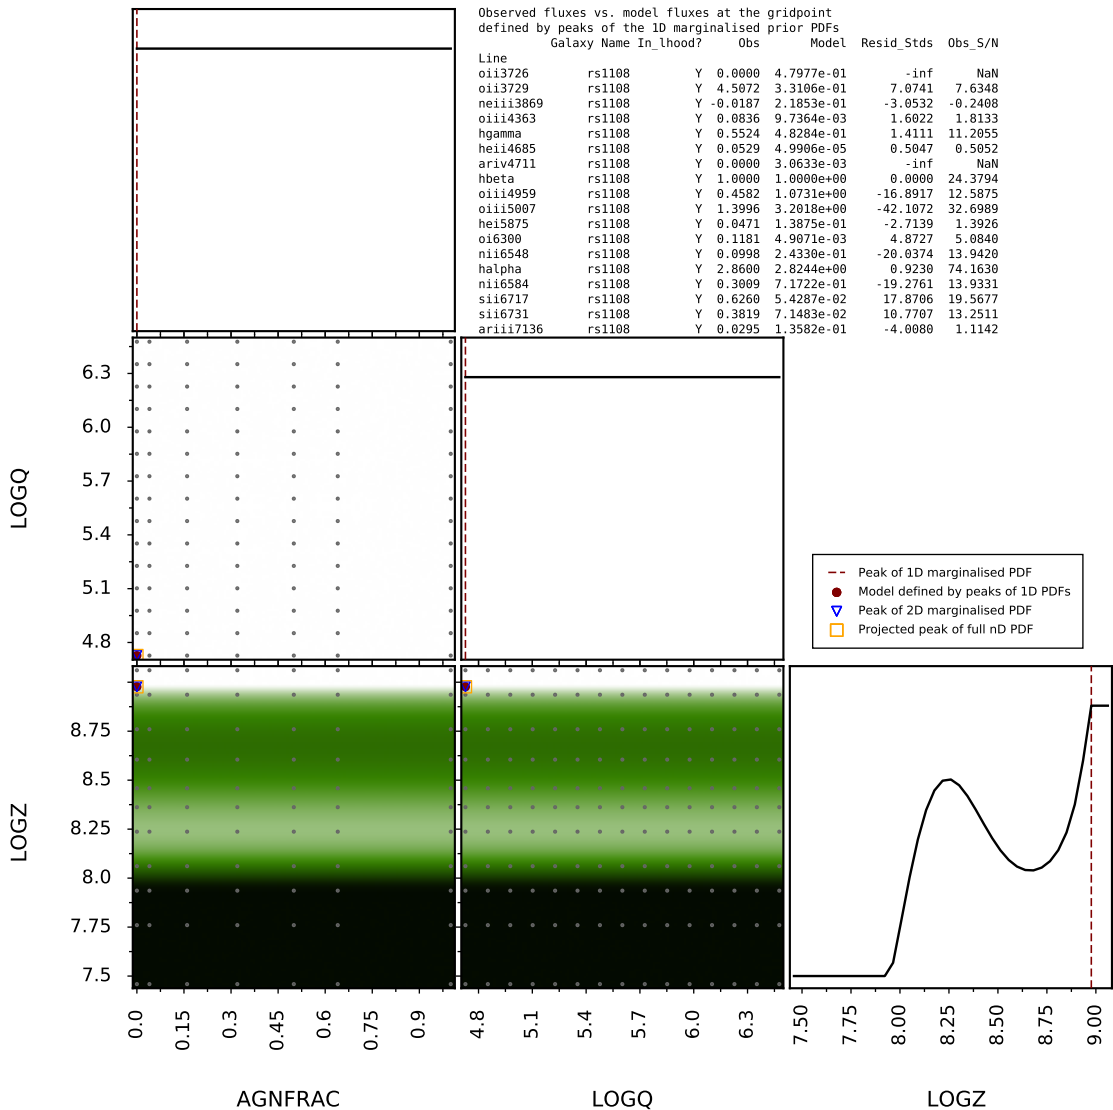 Observed fluxes vs. model fluxes at the gridpoint
defined by peaks of the 1D marginalised prior PDFs
Galaxy Name In_lhood? Obs Model Resid_Stds Obs_S/N
Line
oii3726 rs1108 Y 0.0000 4.7977e-01 -inf NaN
oii3729 rs1108 Y 4.5072 3.3106e-01 7.0741 7.6348
neiii3869 rs1108 Y -0.0187 2.1853e-01 -3.0532 -0.2408
oiii4363 rs1108 Y 0.0836 9.7364e-03 1.6022 1.8133
hgamma rs1108 Y 0.5524 4.8284e-01 1.4111 11.2055
heii4685 rs1108 Y 0.0529 4.9906e-05 0.5047 0.5052
ariv4711 rs1108 Y 0.0000 3.0633e-03 -inf NaN
hbeta rs1108 Y 1.0000 1.0000e+00 0.0000 24.3794
oiii4959 rs1108 Y 0.4582 1.0731e+00 -16.8917 12.5875
oiii5007 rs1108 Y 1.3996 3.2018e+00 -42.1072 32.6989
hei5875 rs1108 Y 0.0471 1.3875e-01 -2.7139 1.3926
oi6300 rs1108 Y 0.1181 4.9071e-03 4.8727 5.0840
nii6548 rs1108 Y 0.0998 2.4330e-01 -20.0374 13.9420
halpha rs1108 Y 2.8600 2.8244e+00 0.9230 74.1630
nii6584 rs1108 Y 0.3009 7.1722e-01 -19.2761 13.9331
sii6717 rs1108 Y 0.6260 5.4287e-02 17.8706 19.5677
sii6731 rs1108 Y 0.3819 7.1483e-02 10.7707 13.2511
ariii7136 rs1108 Y 0.0295 1.3582e-01 -4.0080 1.1142
LOGQ
6.3
6.0
5.7
5.4
5.1
4.8
Peak of 1D marginalised PDF
Model defined by peaks of 1D PDFs
Peak of 2D marginalised PDF
Projected peak of full nD PDF
LOGZ
8.75
8.5
8.25
8.0
7.75
7.5
0.0 0.15 0.3 0.45 0.6 0.75 0.9
4.8 5.1 5.4 5.7 6.0 6.3
7.50 7.75 8.00 8.25 8.50 8.75 9.00
AGNFRAC LOGQ LOGZ